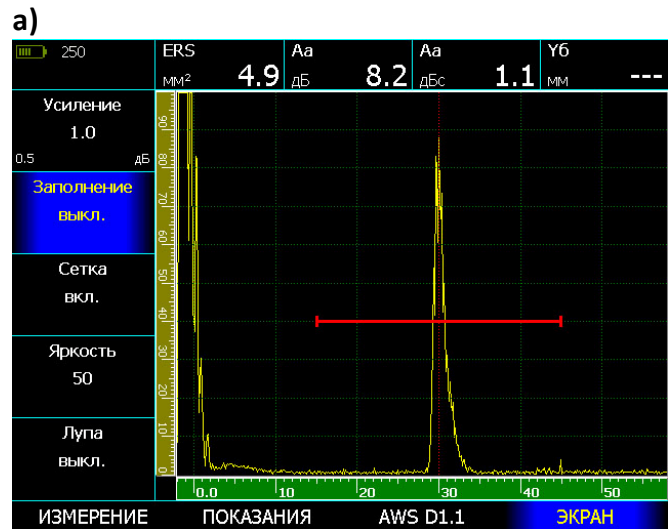 а)
250
ERS Aa Aa Yб
мм² 4.9 дБ 8.2 дБс 1.1 мм ---
Усиление
1.0
0.5 дБ
Заполнение
выкл.
Сетка
вкл.
Яркость
50
Лупа
выкл.
90
80
70
60
50
40
30
20
10
0
0.0 10 20 30 40 50
ИЗМЕРЕНИЕ ПОКАЗАНИЯ AWS D1.1 ЭКРАН